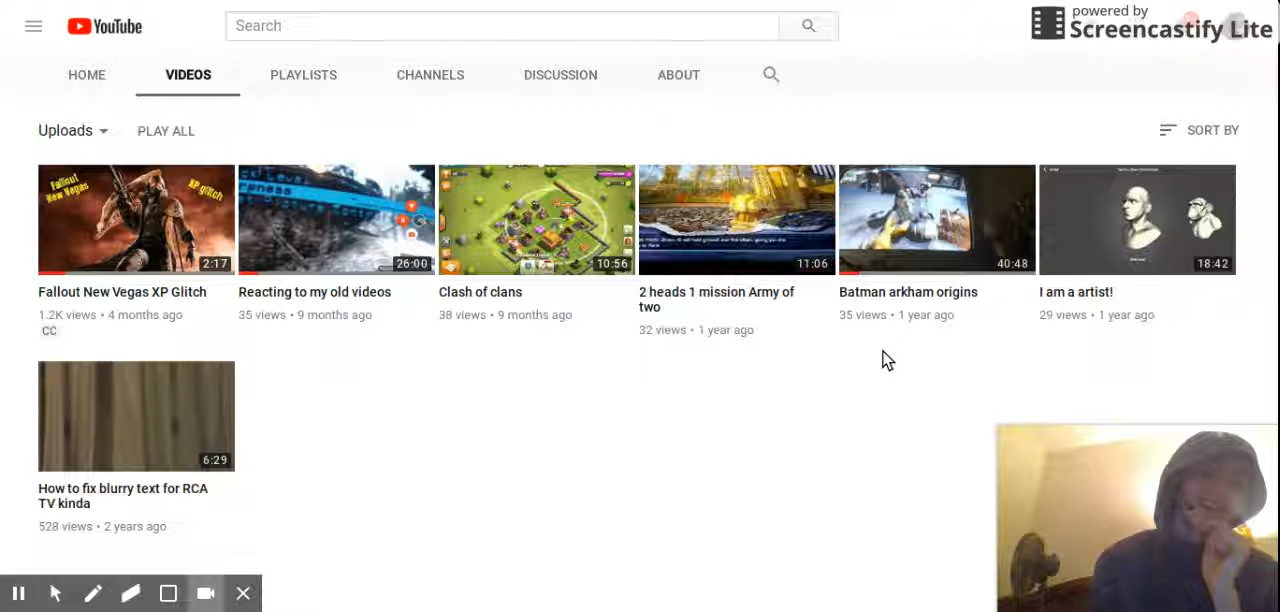 powered by
Screencastify Lite
YouTube
Search
HOME VIDEOS PLAYLISTS CHANNELS DISCUSSION ABOUT
Uploads PLAY ALL SORT BY
Fallout
New Vegas
XP glitch
2:17
26:00
10:56
11:06
40:48
18:42
Fallout New Vegas XP Glitch
1.2K views • 4 months ago
CC
Reacting to my old videos
35 views • 9 months ago
Clash of clans
38 views • 9 months ago
2 heads 1 mission Army of
two
32 views • 1 year ago
Batman arkham origins
35 views • 1 year ago
I am a artist!
29 views • 1 year ago
6:29
How to fix blurry text for RCA
TV kinda
528 views • 2 years ago